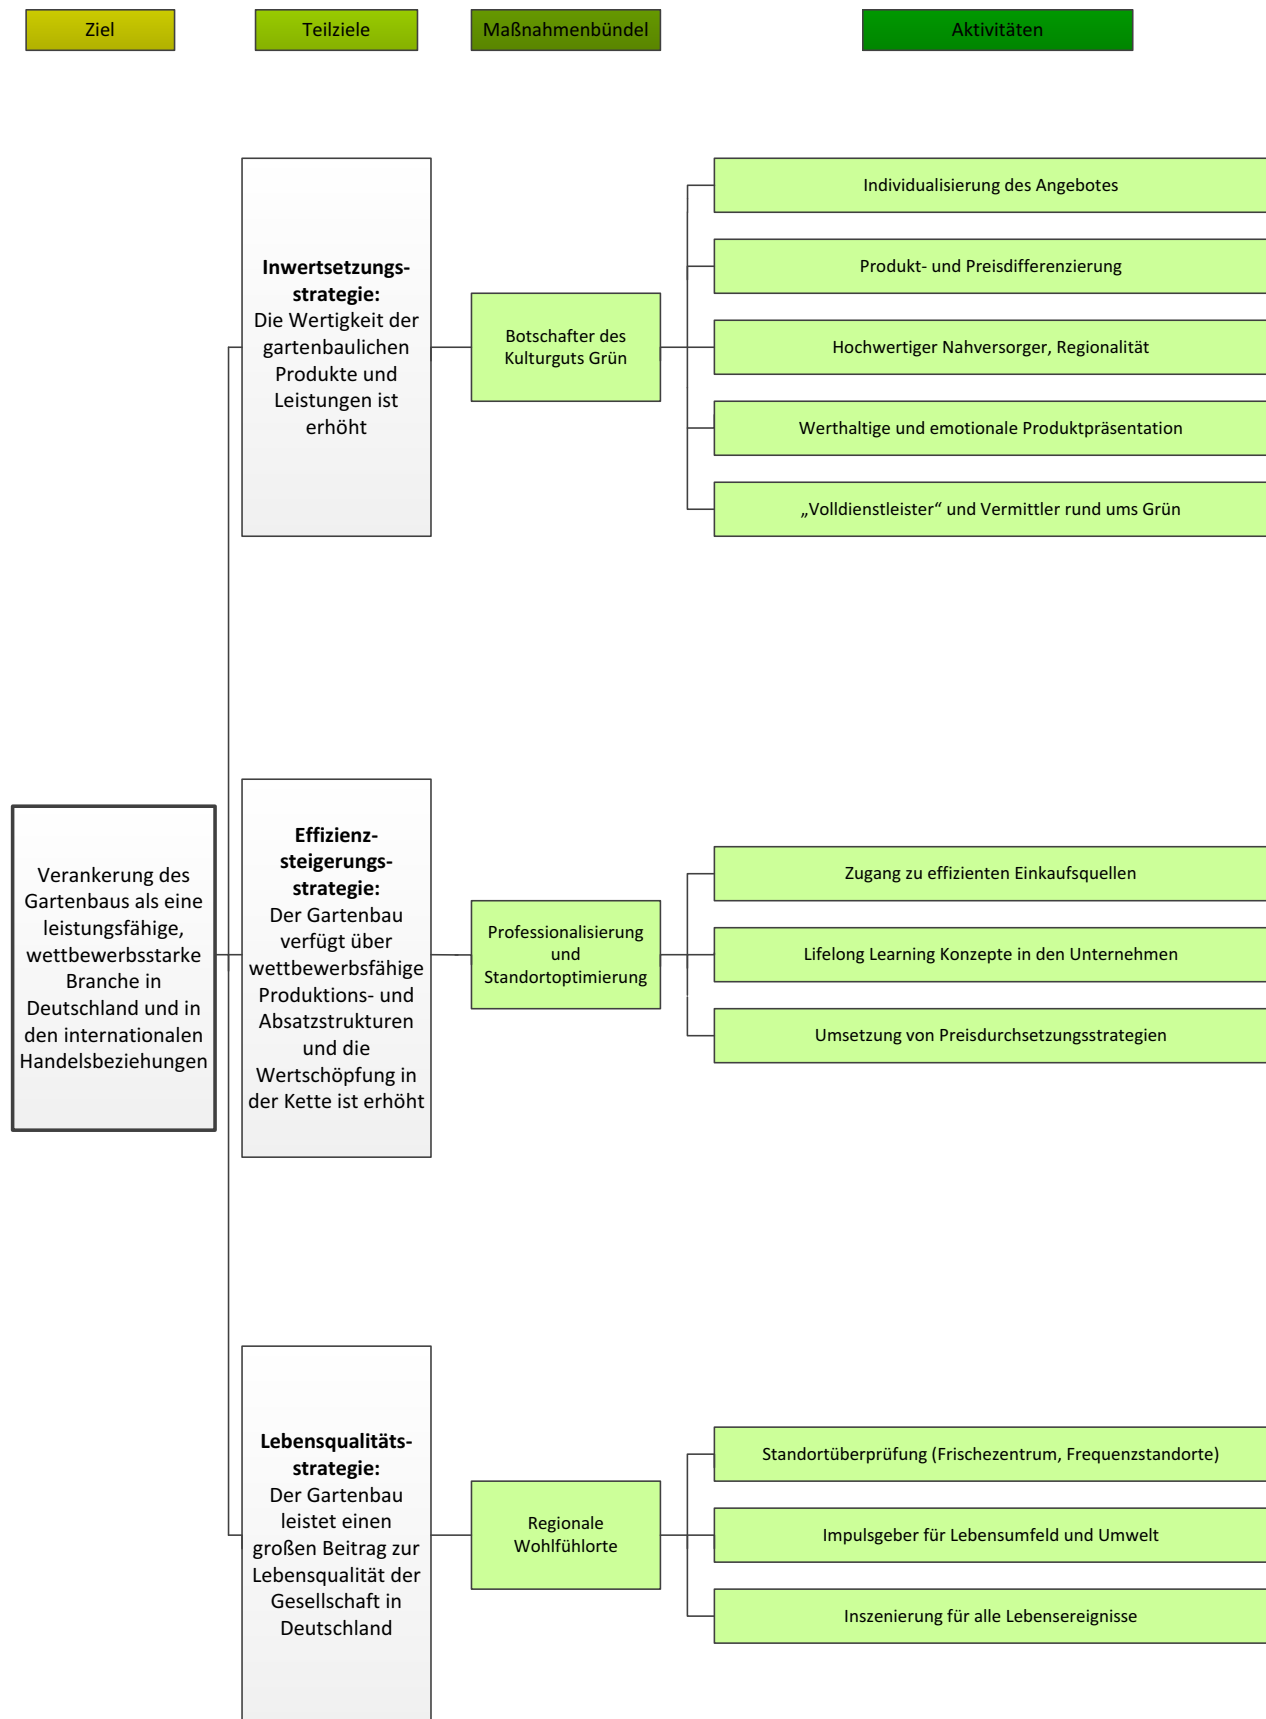 Ziel
Teilziele
Maßnahmenbündel
Aktivitäten
Inwertsetzungs-
strategie:
Die Wertigkeit der
gartenbaulichen
Produkte und
Leistungen ist
erhöht
Botschafter des
Kulturguts Grün
Individualisierung des Angebotes
Produkt- und Preisdifferenzierung
Hochwertiger Nahversorger, Regionalität
Werthaltige und emotionale Produktpräsentation
„Volldienstleister“ und Vermittler rund ums Grün
Verankerung des
Gartenbaus als eine
leistungsfähige,
wettbewerbsstarke
Branche in
Deutschland und in
den internationalen
Handelsbeziehungen
Effizienz-
steigerungs-
strategie:
Der Gartenbau
verfügt über
wettbewerbsfähige
Produktions- und
Absatzstrukturen
und die
Wertschöpfung in
der Kette ist erhöht
Professionalisierung
und
Standortoptimierung
Zugang zu effizienten Einkaufsquellen
Lifelong Learning Konzepte in den Unternehmen
Umsetzung von Preisdurchsetzungsstrategien
Lebensqualitäts-
strategie:
Der Gartenbau
leistet einen
großen Beitrag zur
Lebensqualität der
Gesellschaft in
Deutschland
Regionale
Wohlfühlorte
Standortüberprüfung (Frischezentrum, Frequenzstandorte)
Impulsgeber für Lebensumfeld und Umwelt
Inszenierung für alle Lebensereignisse